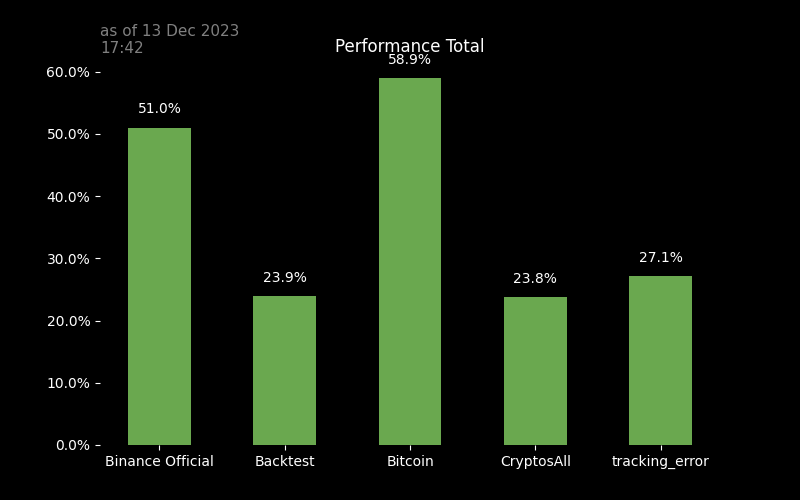 as of 13 Dec 2023
17:42
Performance Total
60.0%
50.0%
40.0%
30.0%
20.0%
10.0%
0.0%
51.0%
23.9%
58.9%
23.8%
27.1%
Binance Official
Backtest
Bitcoin
CryptosAll
tracking_error